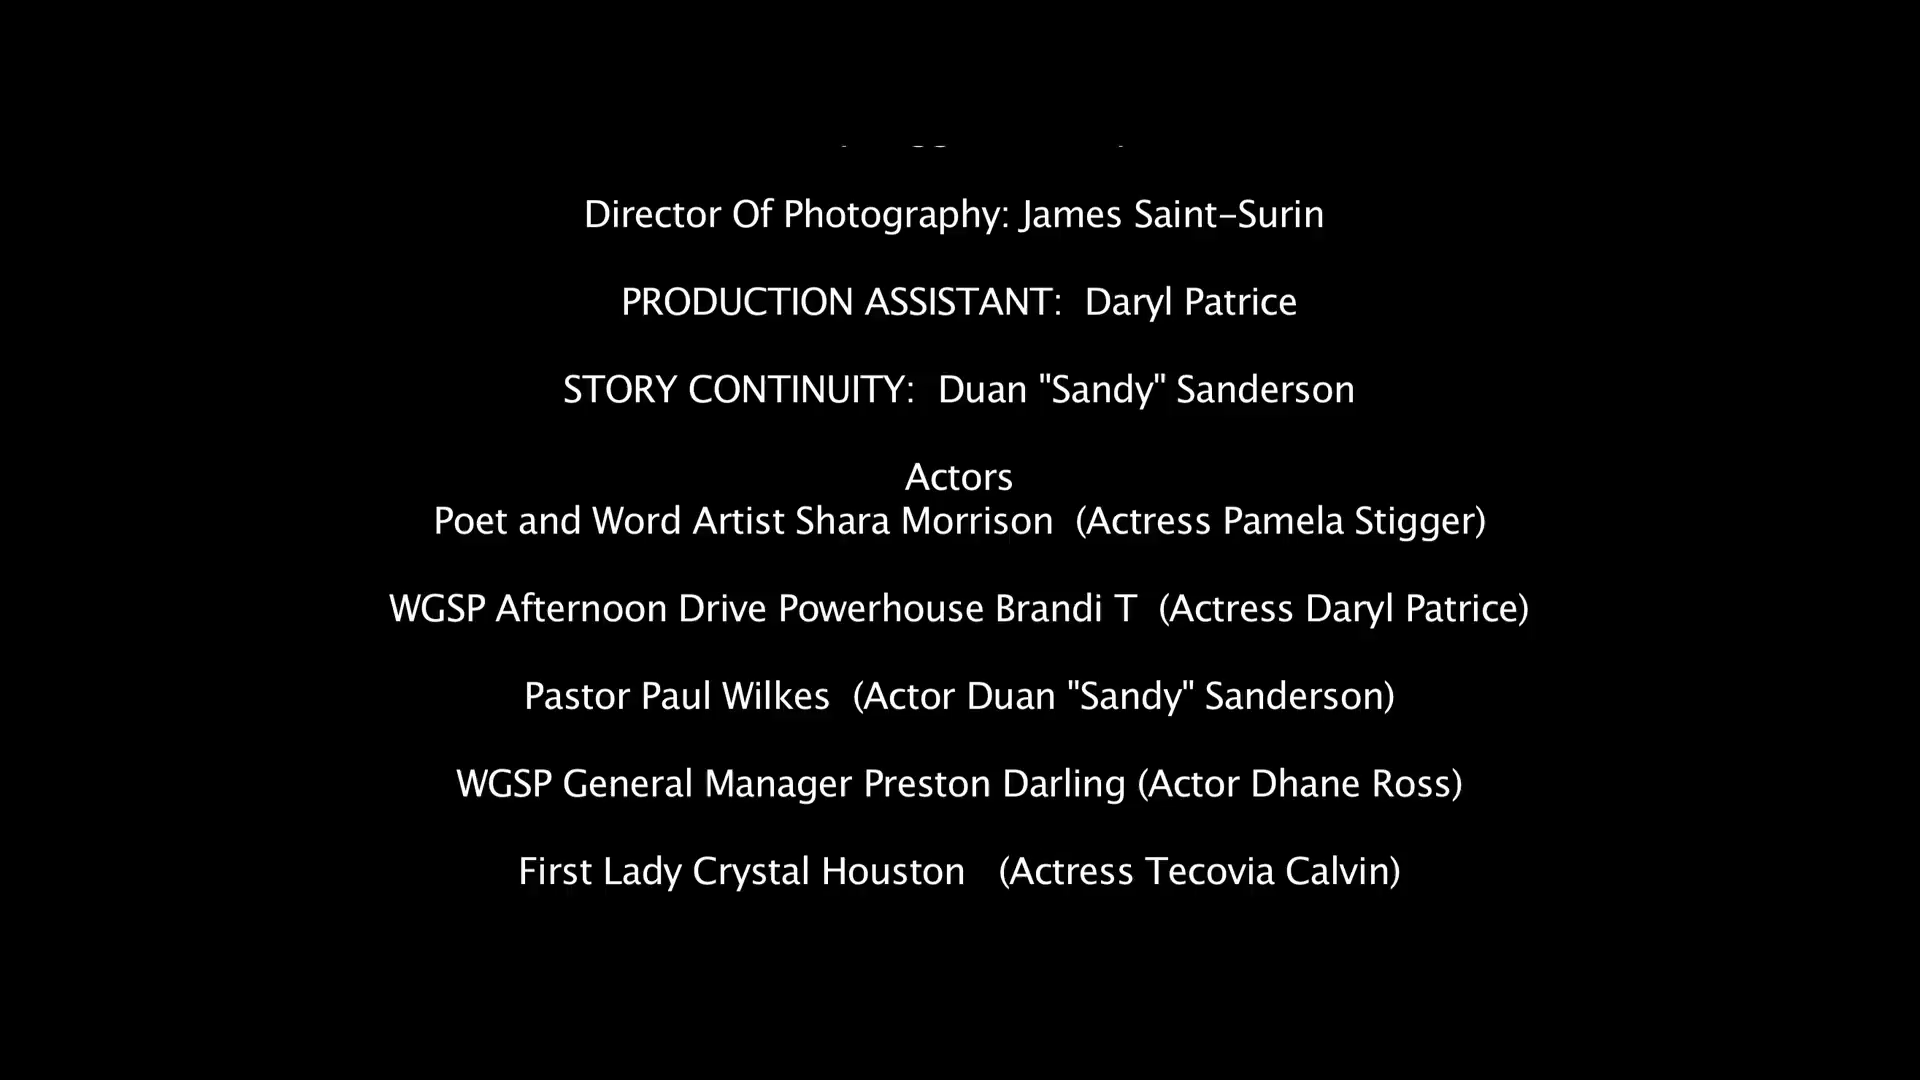 Director Of Photography: James Saint-Surin
PRODUCTION ASSISTANT:  Daryl Patrice
STORY CONTINUITY:  Duan "Sandy" Sanderson
Actors
Poet and Word Artist Shara Morrison  (Actress Pamela Stigger)
WGSP Afternoon Drive Powerhouse Brandi T  (Actress Daryl Patrice)
Pastor Paul Wilkes  (Actor Duan "Sandy" Sanderson)
WGSP General Manager Preston Darling (Actor Dhane Ross)
First Lady Crystal Houston   (Actress Tecovia Calvin)